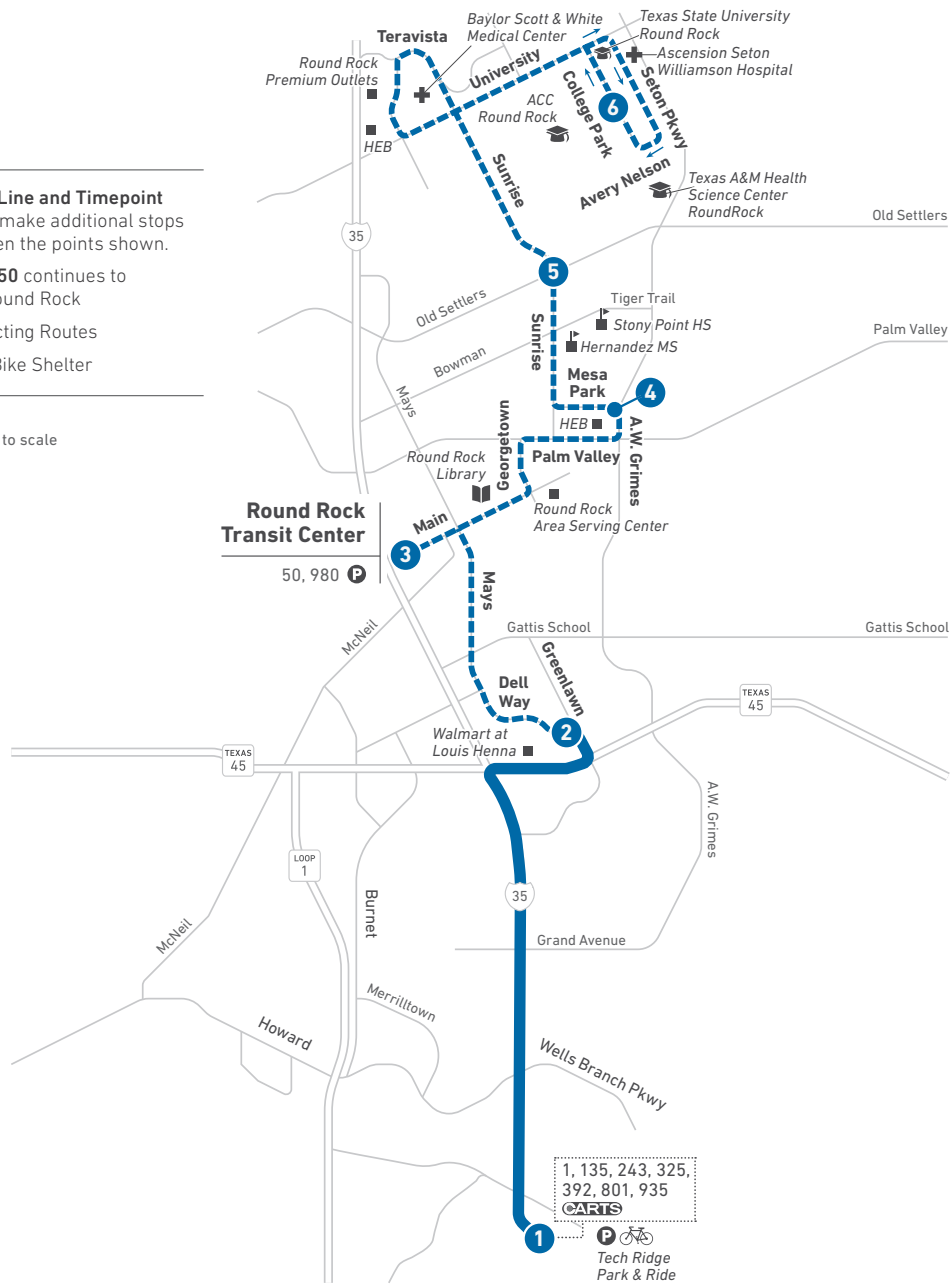 Baylor Scott & White
Medical Center
Texas State University
Round Rock
Teravista
Round Rock
Premium Outlets
University
Ascension Seton
Williamson Hospital
College Park
Seton Pkwy
ACC
Round Rock
6
HEB
Sunrise
Avery Nelson
Texas A&M Health
Science Center
RoundRock
Line and Timepoint
make additional stops
en the points shown.
50 continues to
ound Rock
cting Routes
Bike Shelter
to scale
35
Old Settlers
5
Old Settlers
Tiger Trail
Stony Point HS
Palm Valley
Sunrise
Hernandez MS
Bowman
Mesa
Park
4
Mays
HEB
A.W. Grimes
Georgetown
Palm Valley
Round Rock
Library
Round Rock
Area Serving Center
Round Rock
Transit Center
Main
3
50, 980 P
Mays
McNeil
Gattis School
Gattis School
Greenlawn
Dell
Way
2
TEXAS
45
Walmart at
Louis Henna
TEXAS
45
A.W. Grimes
LOOP
1
35
Burnet
McNeil
Grand Avenue
Merrilltown
Howard
Wells Branch Pkwy
1, 135, 243, 325,
392, 801, 935
CARTS
1
P
Tech Ridge
Park & Ride